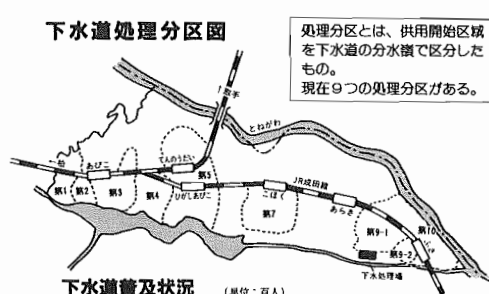 下水道処理分区図
処理分区とは、供用開始区域
を下水道の分水嶺で区分した
もの。
現在9つの処理分区がある。
↑取手
とねがわ
←柏
あびこ
てんのうだい
第1
第2
第3
第4
第5
ひがしあびこ
こほく
JR成田線
あらき
第7
第9-1
第10
第9-2
下水処理場
下水道普及状況
(単位:百人)